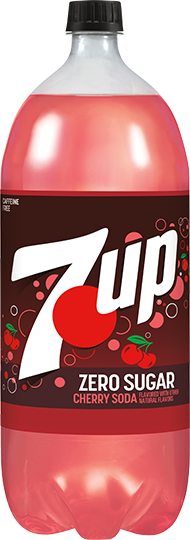 CAFFEINE
FREE
7up
ZERO SUGAR
CHERRY SODA FLAVORED WITH OTHER
NATURAL FLAVORS